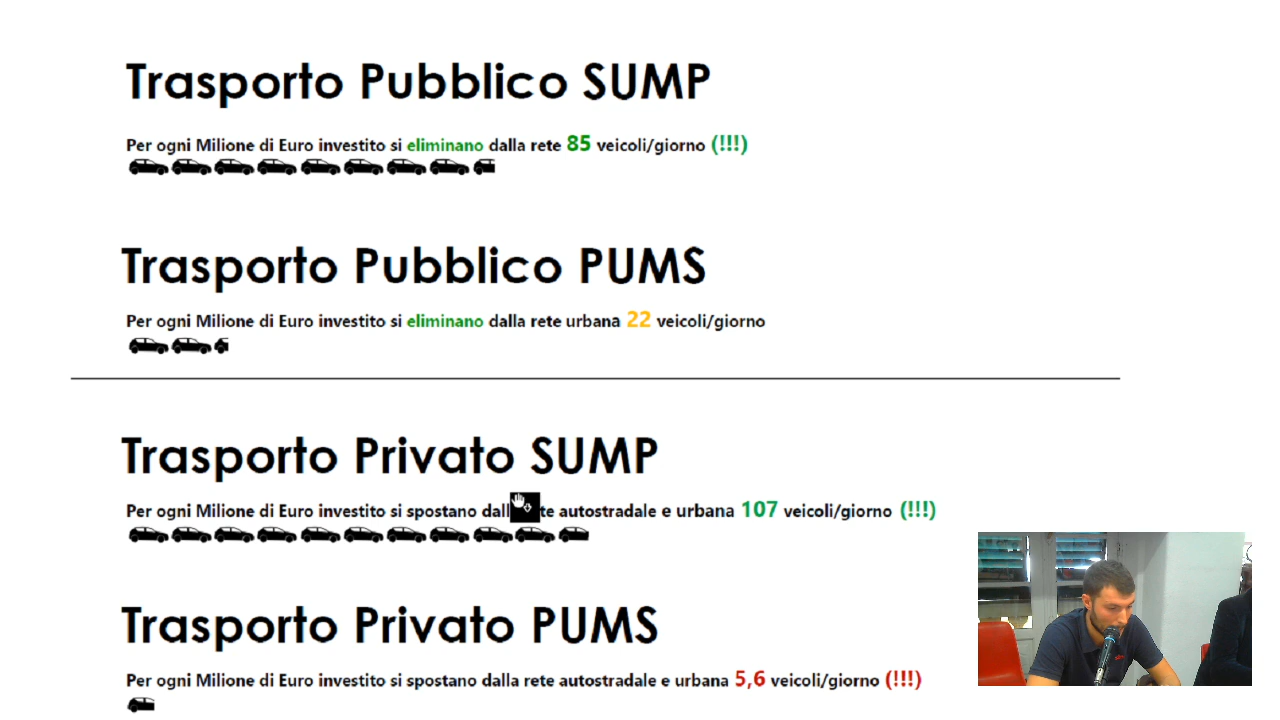 Trasporto Pubblico SUMP
Per ogni Milione di Euro investito si eliminano dalla rete 85 veicoli/giorno (!!!)
Trasporto Pubblico PUMS
Per ogni Milione di Euro investito si eliminano dalla rete urbana 22 veicoli/giorno
Trasporto Privato SUMP
Per ogni Milione di Euro investito si spostano dall te autostradale e urbana 107 veicoli/giorno (!!!)
Trasporto Privato PUMS
Per ogni Milione di Euro investito si spostano dalla rete autostradale e urbana 5,6 veicoli/giorno (!!!)